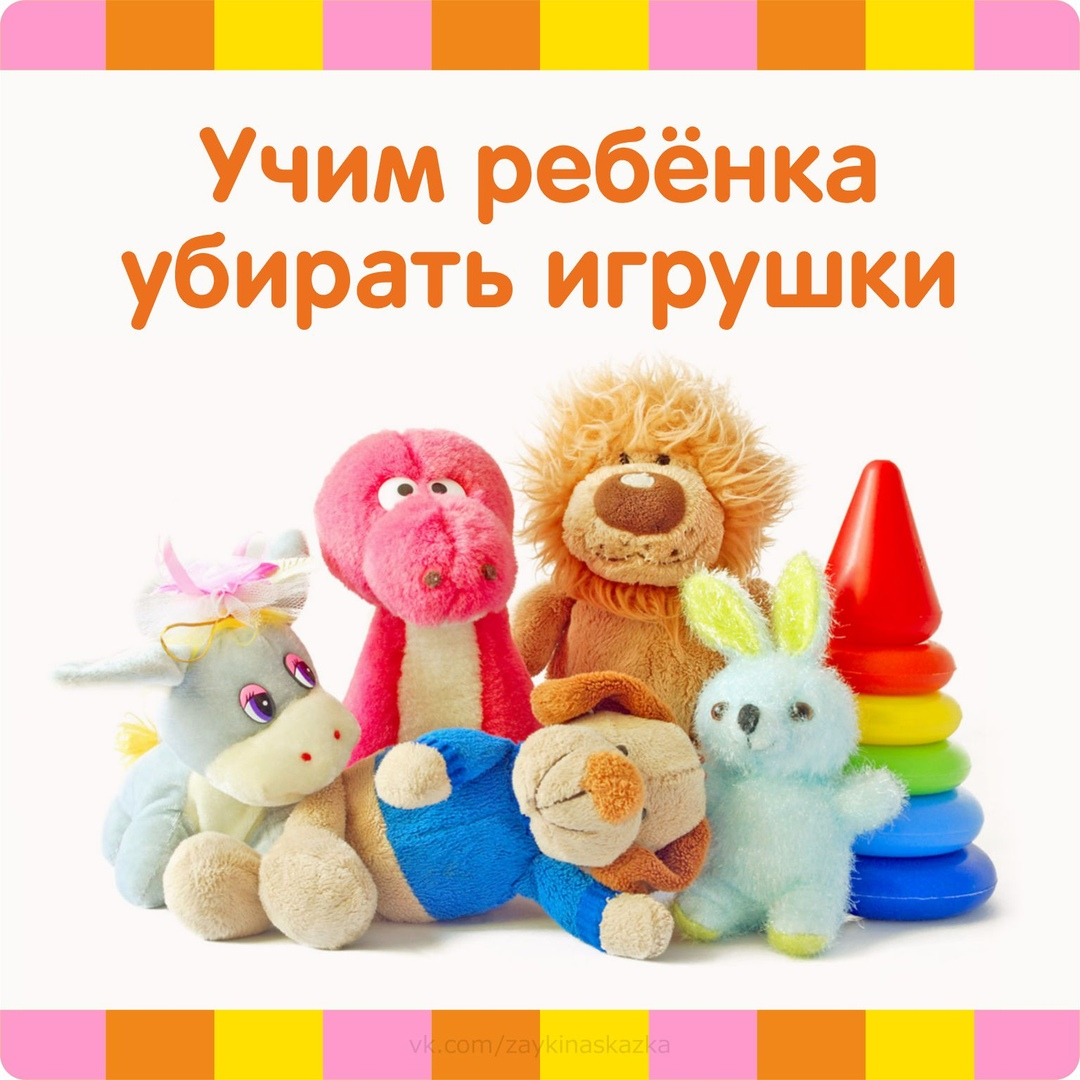 Учим ребёнка
убирать игрушки
vk.com/zaykinaskazka